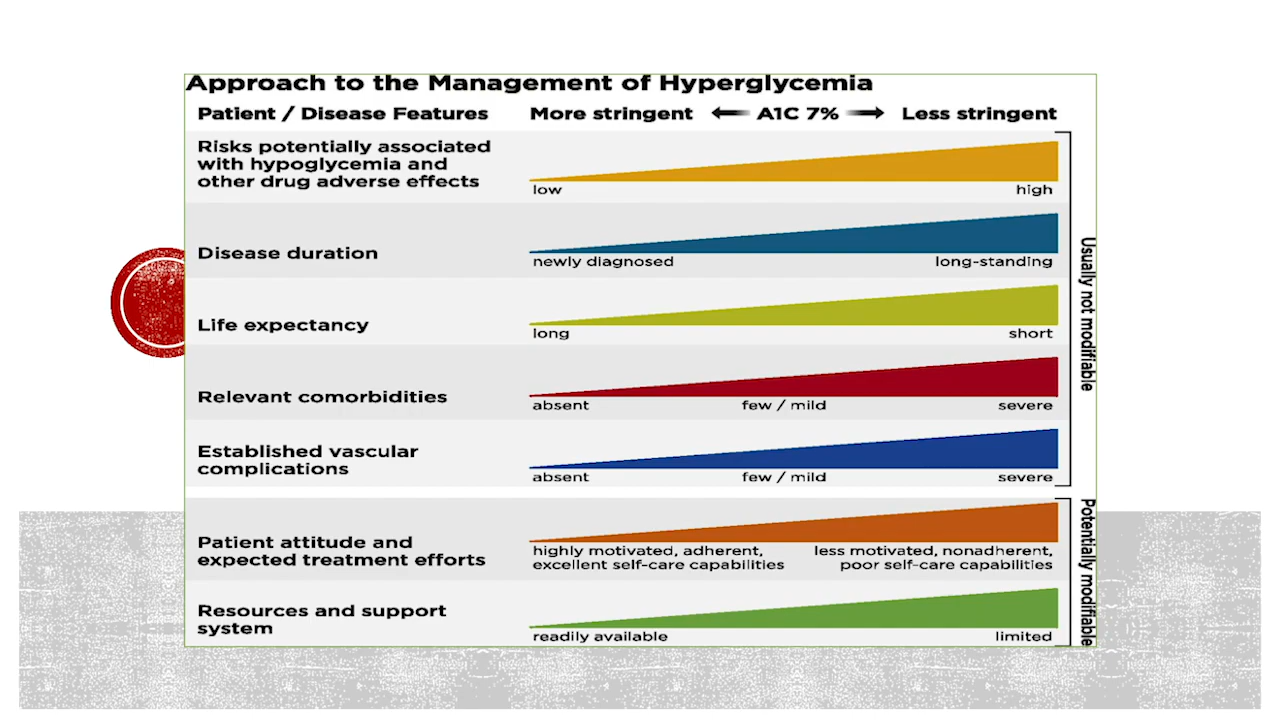 Approach to the Management of Hyperglycemia
Patient / Disease Features
More stringent
A1C 7%
Less stringent
Risks potentially associated
with hypoglycemia and
other drug adverse effects
low
high
Disease duration
newly diagnosed
long-standing
Life expectancy
long
short
Relevant comorbidities
absent
few / mild
severe
Established vascular
complications
absent
few / mild
severe
Usually not modifiable
Patient attitude and
expected treatment efforts
highly motivated, adherent,
excellent self-care capabilities
less motivated, nonadherent,
poor self-care capabilities
Resources and support
system
readily available
limited
Potentially modifiable